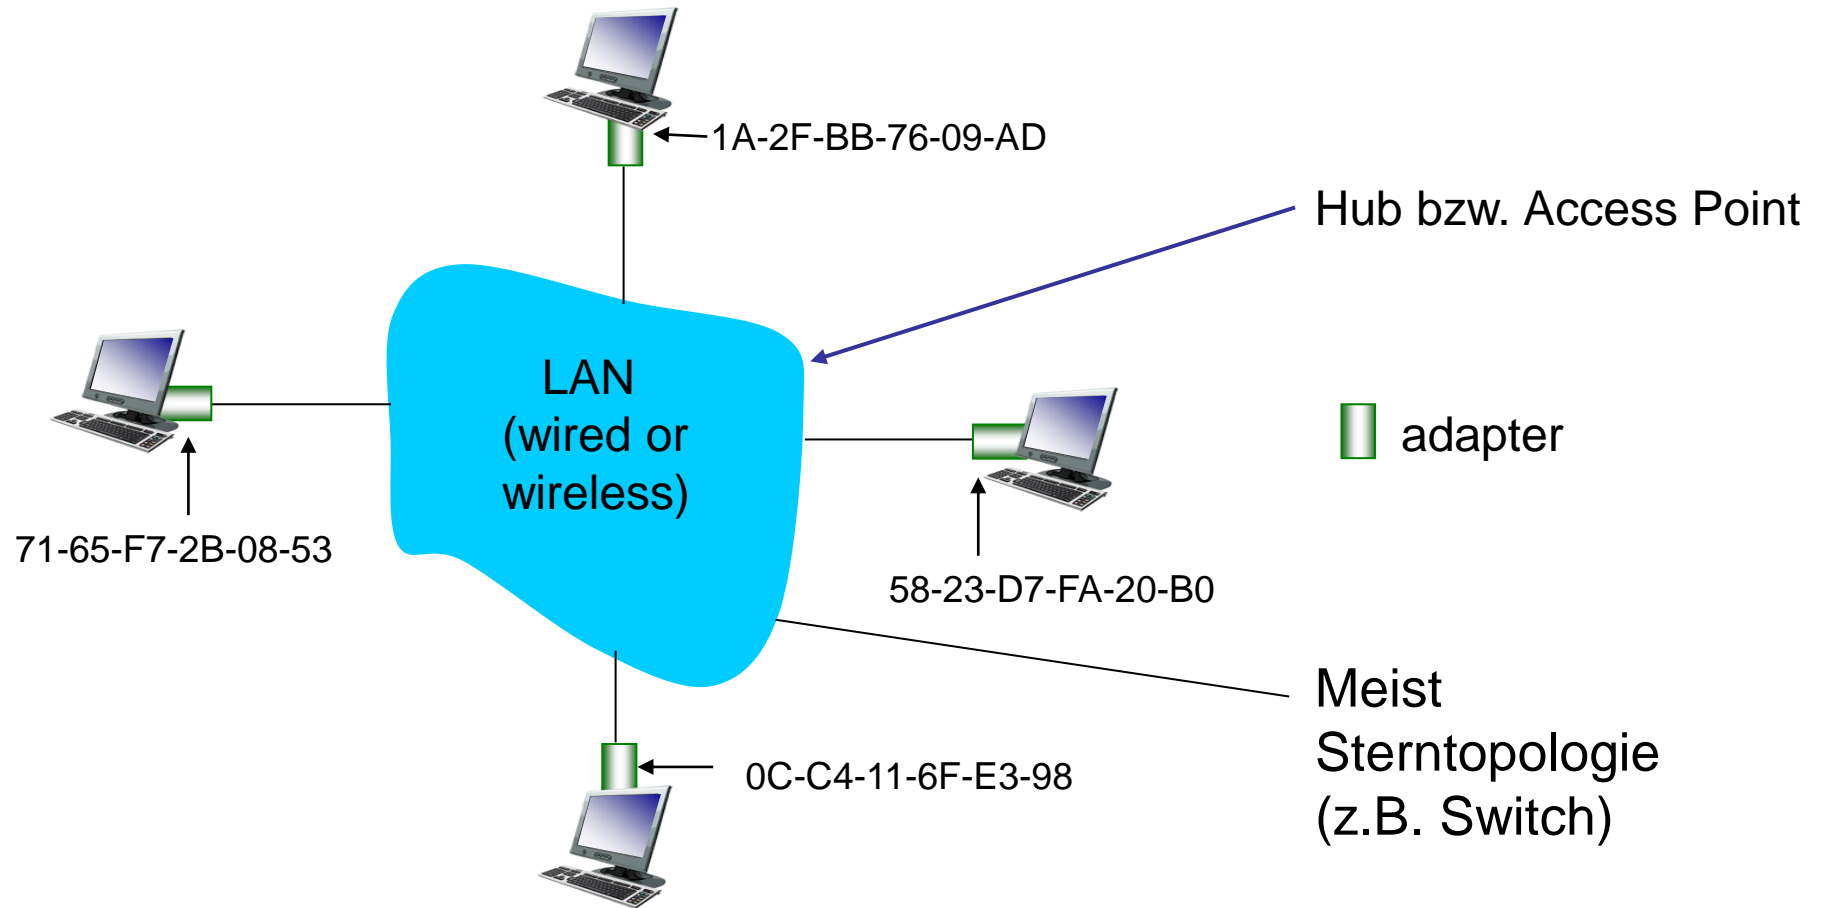 1A-2F-BB-76-09-AD
Hub bzw. Access Point
LAN
(wired or
wireless)
adapter
71-65-F7-2B-08-53
58-23-D7-FA-20-B0
Meist
Sterntopologie
(z.B. Switch)
0C-C4-11-6F-E3-98